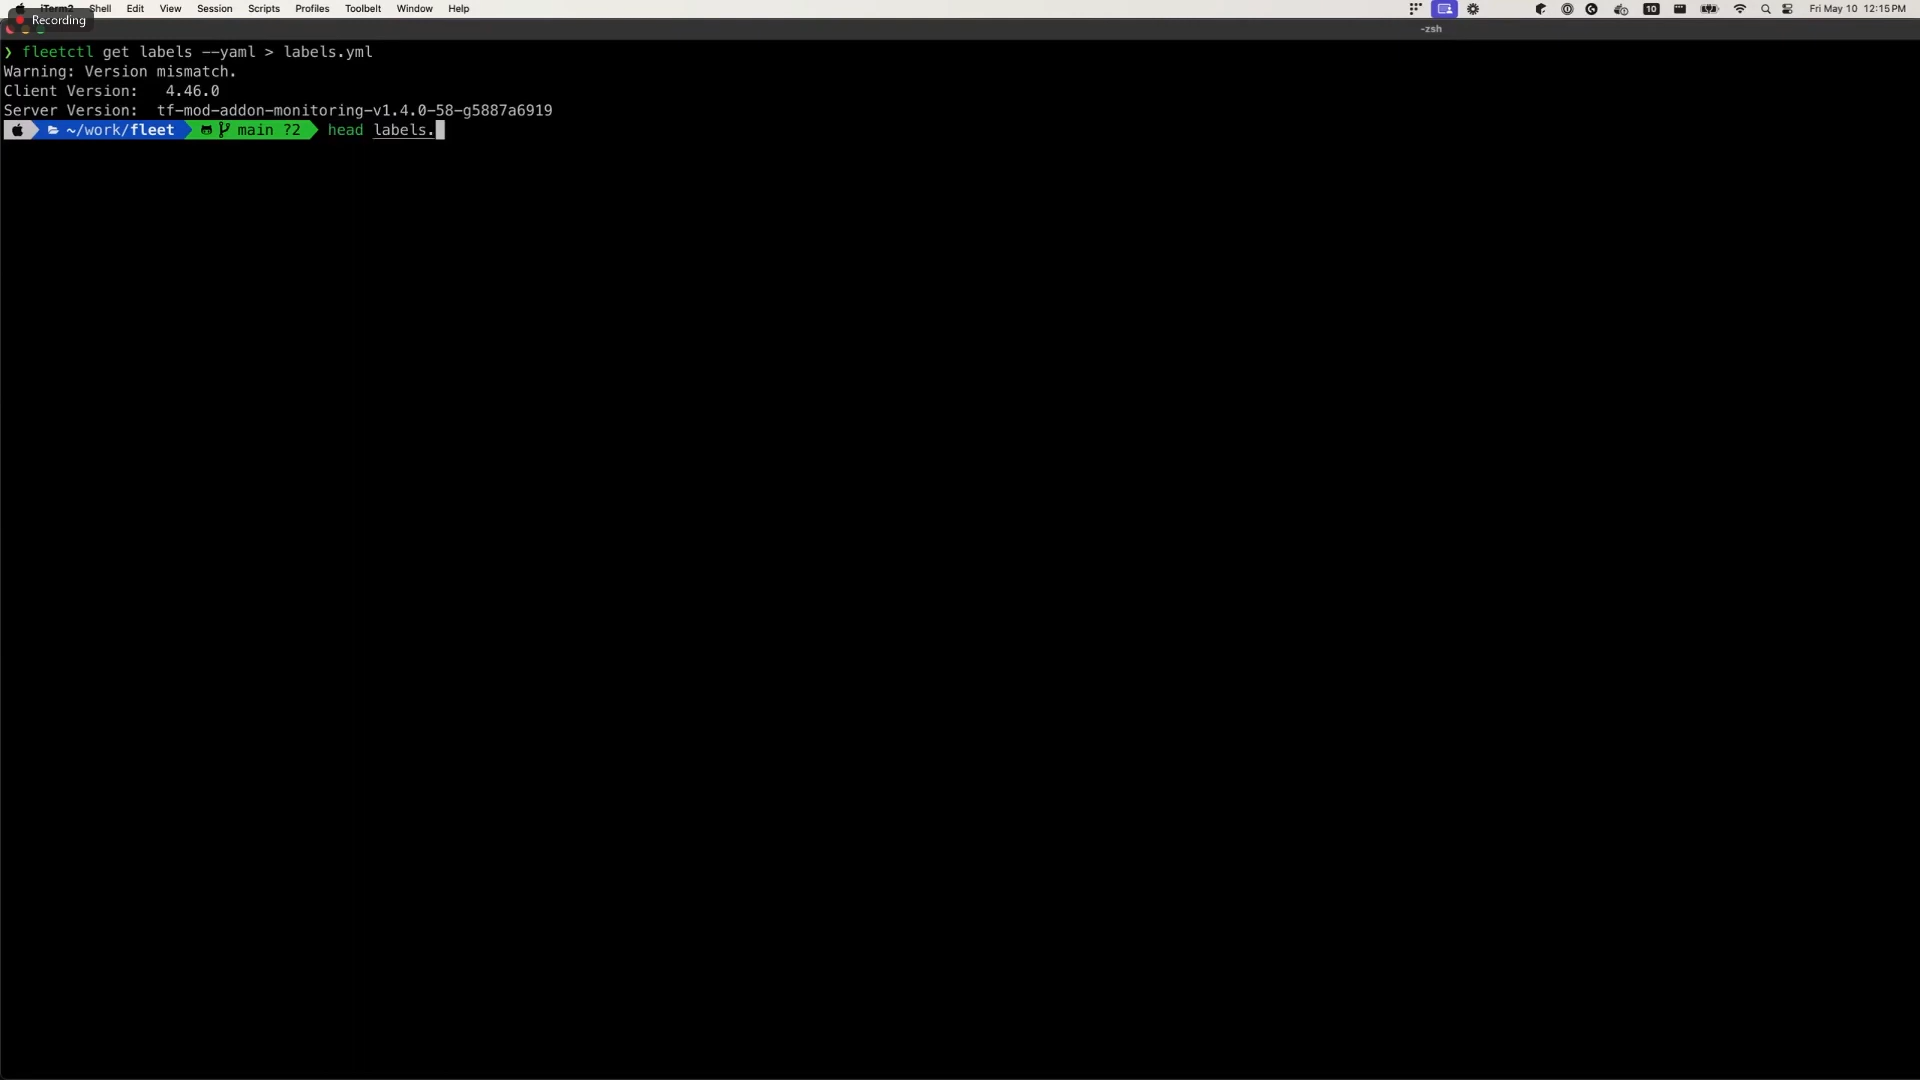 iTerm2 Shell Edit View Session Scripts Profiles Toolbelt Window Help 10 Fri May 10 12:15 PM
Recording
-zsh
❯ fleetctl get labels --yaml > labels.yml
Warning: Version mismatch.
Client Version:   4.46.0
Server Version:  tf-mod-addon-monitoring-v1.4.0-58-g5887a6919
~/work/fleet main ?2 head labels.